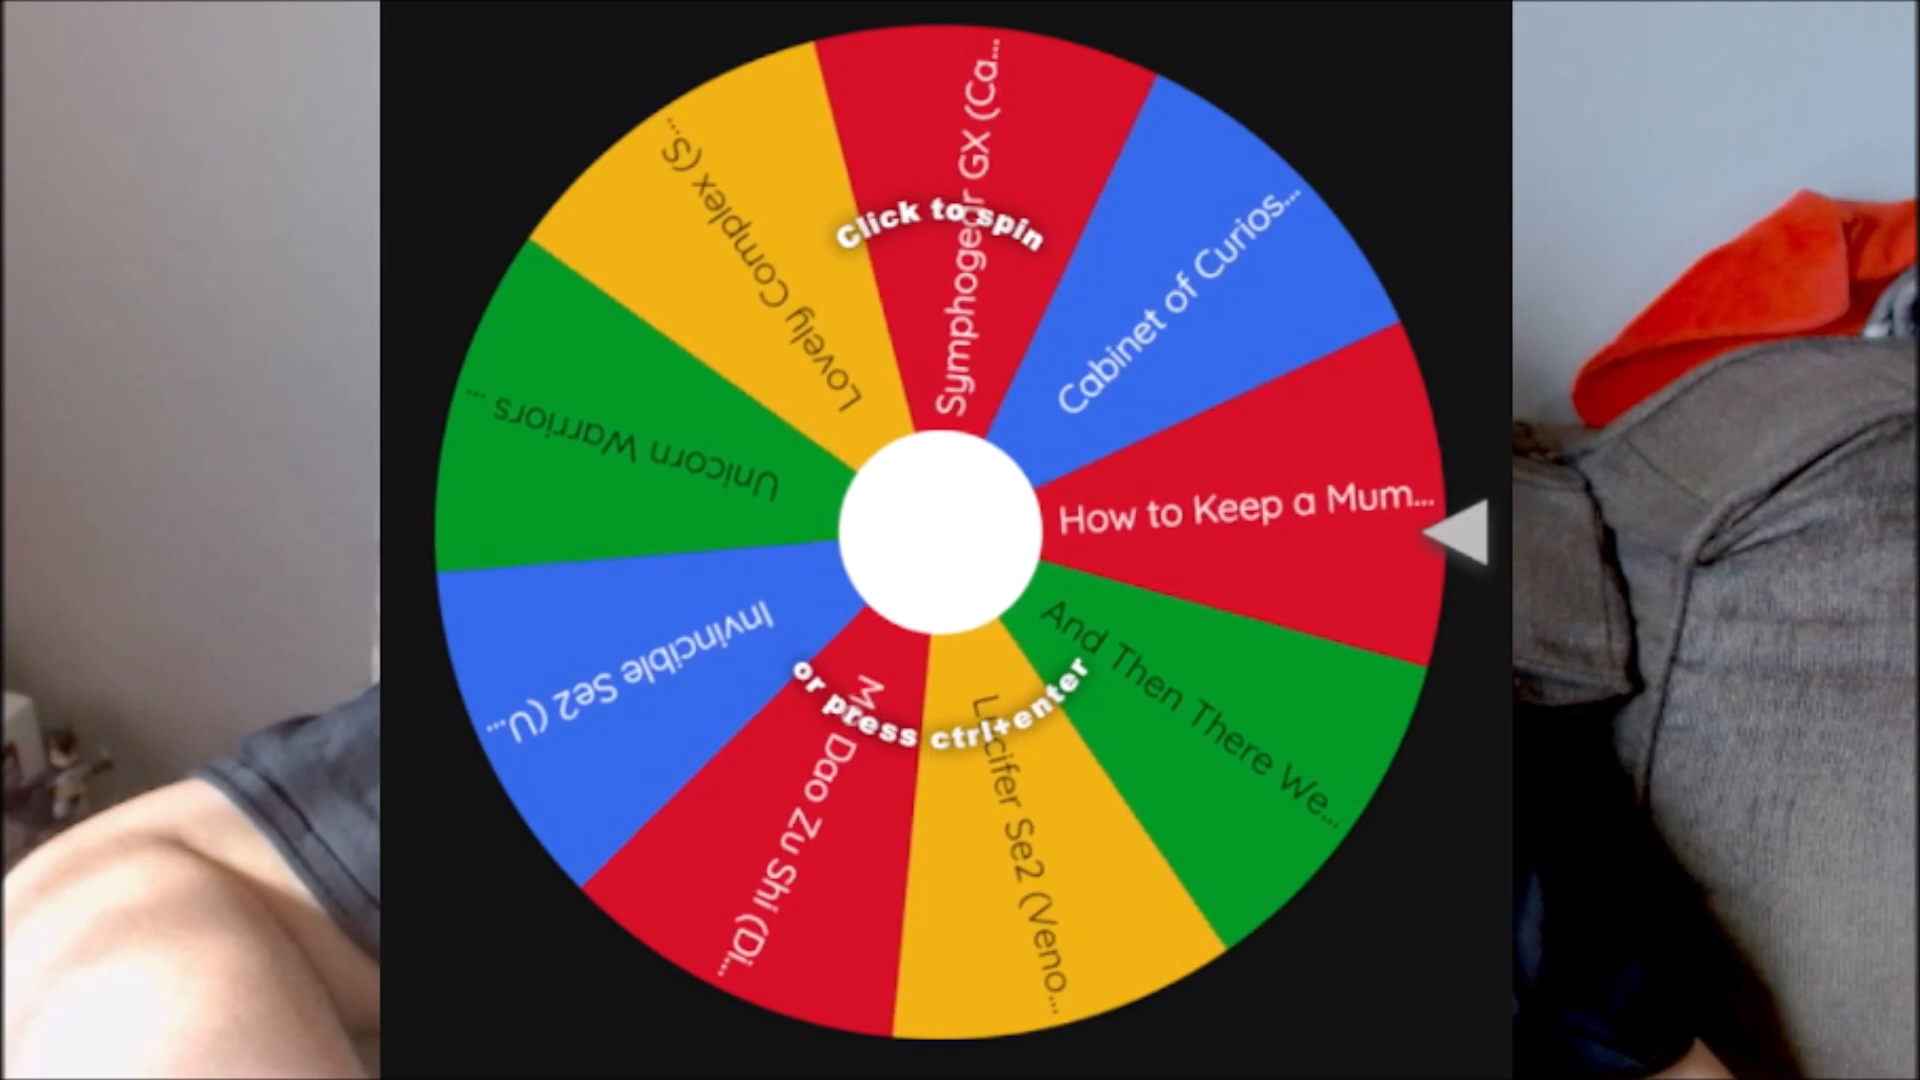 Symphogear GX (Ca...
Cabinet of Curios...
How to Keep a Mum...
And Then There We...
Lucifer Se2 (Veno...
Mo Dao Zu Shi (Di...
Invincible Se2 (U...
Unicorn Warriors ...
Lovely Complex (S...
Click to spin
or press ctrl+enter